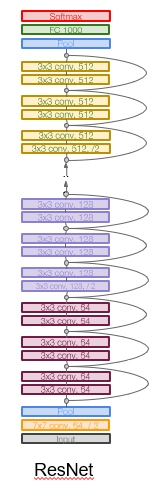 Softmax
FC 1000
Pool
3x3 conv, 512
3x3 conv, 512
3x3 conv, 512
3x3 conv, 512
3x3 conv, 512
3x3 conv, 512, /2
..
3x3 conv, 128
3x3 conv, 128
3x3 conv, 128
3x3 conv, 128
3x3 conv, 128
3x3 conv, 128, / 2
3x3 conv, 64
3x3 conv, 64
3x3 conv, 64
3x3 conv, 64
3x3 conv, 64
3x3 conv, 64
Pool
7x7 conv, 64, / 2
Input
ResNet